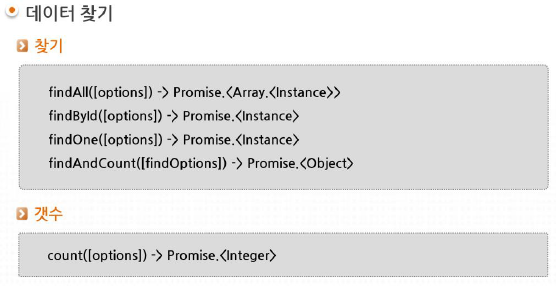 데이터 찾기
찾기
findAll([options]) -> Promise.<Array.<Instance>>
findById([options]) -> Promise.<Instance>
findOne([options]) -> Promise.<Instance>
findAndCount([findOptions]) -> Promise.<Object>
갯수
count([options]) -> Promise.<Integer>